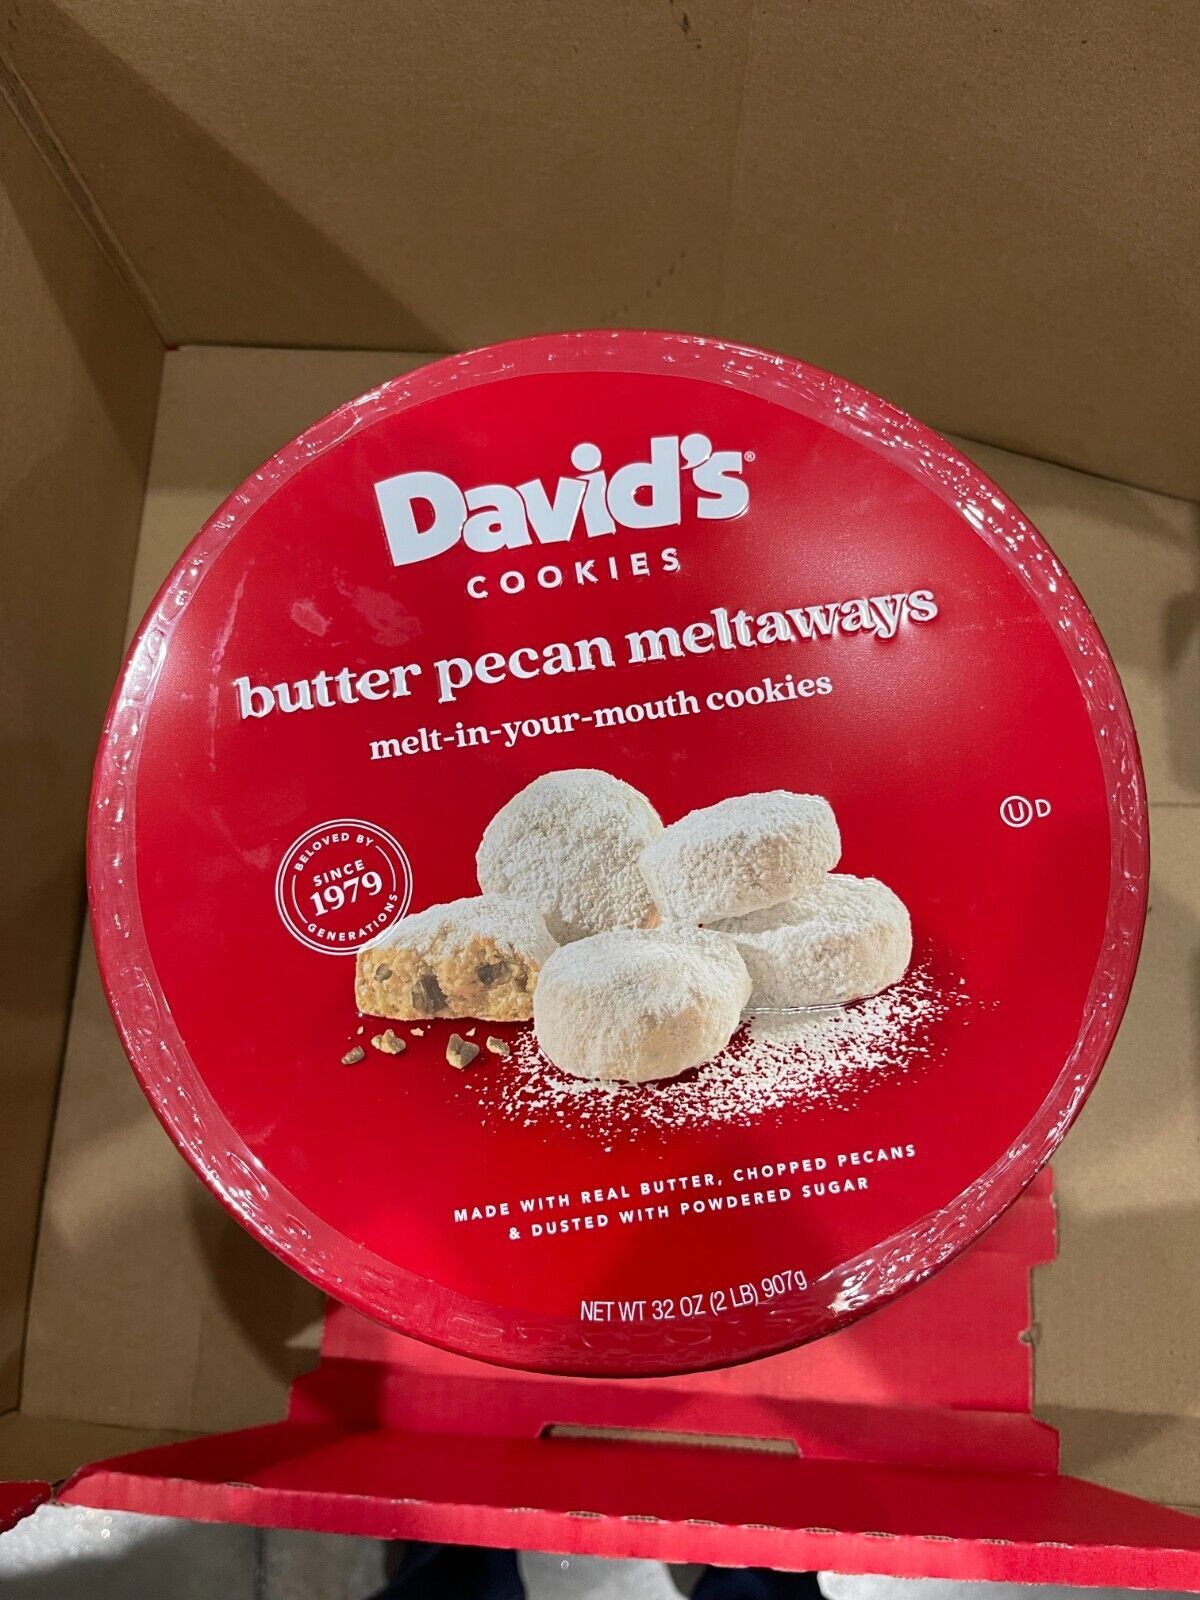 David's®
COOKIES
butter pecan meltaways
melt-in-your-mouth cookies
BELOVED BY
SINCE
1979
GENERATIONS
Ⓤ D
MADE WITH REAL BUTTER, CHOPPED PECANS
& DUSTED WITH POWDERED SUGAR
NET WT 32 OZ (2 LB) 907g